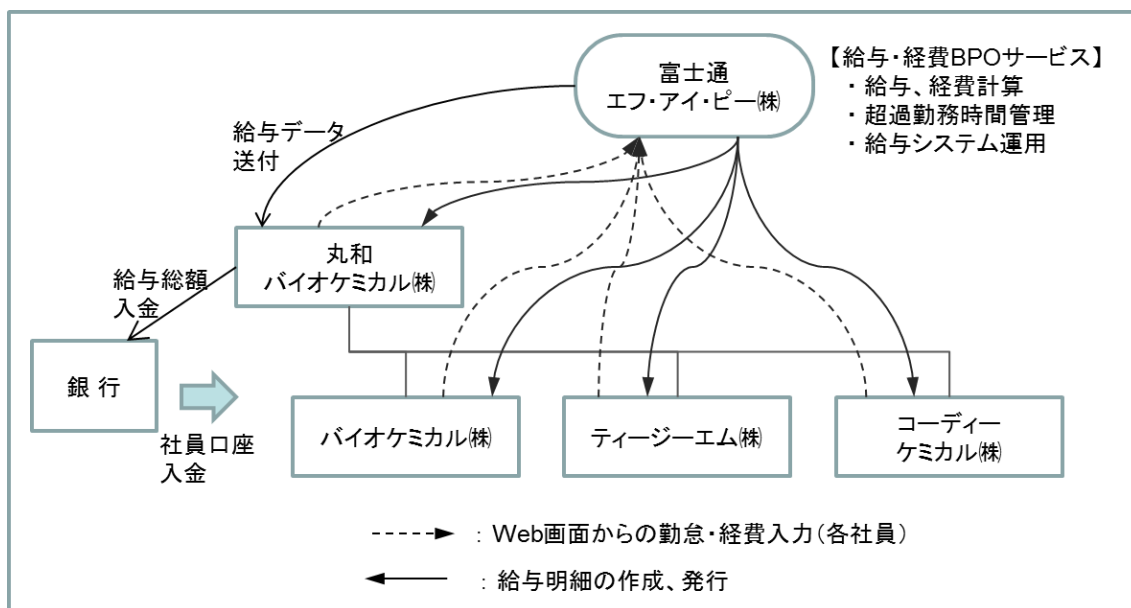 富士通
エフ・アイ・ピー㈱
【給与・経費BPOサービス】
・ 給与、経費計算
・ 超過勤務時間管理
・ 給与システム運用
給与データ
送付
丸和
バイオケミカル㈱
給与総額
入金
銀 行
社員口座
入金
バイオケミカル㈱
ティージーエム㈱
コーディー
ケミカル㈱
： Web画面からの勤怠・経費入力（各社員）
： 給与明細の作成、発行